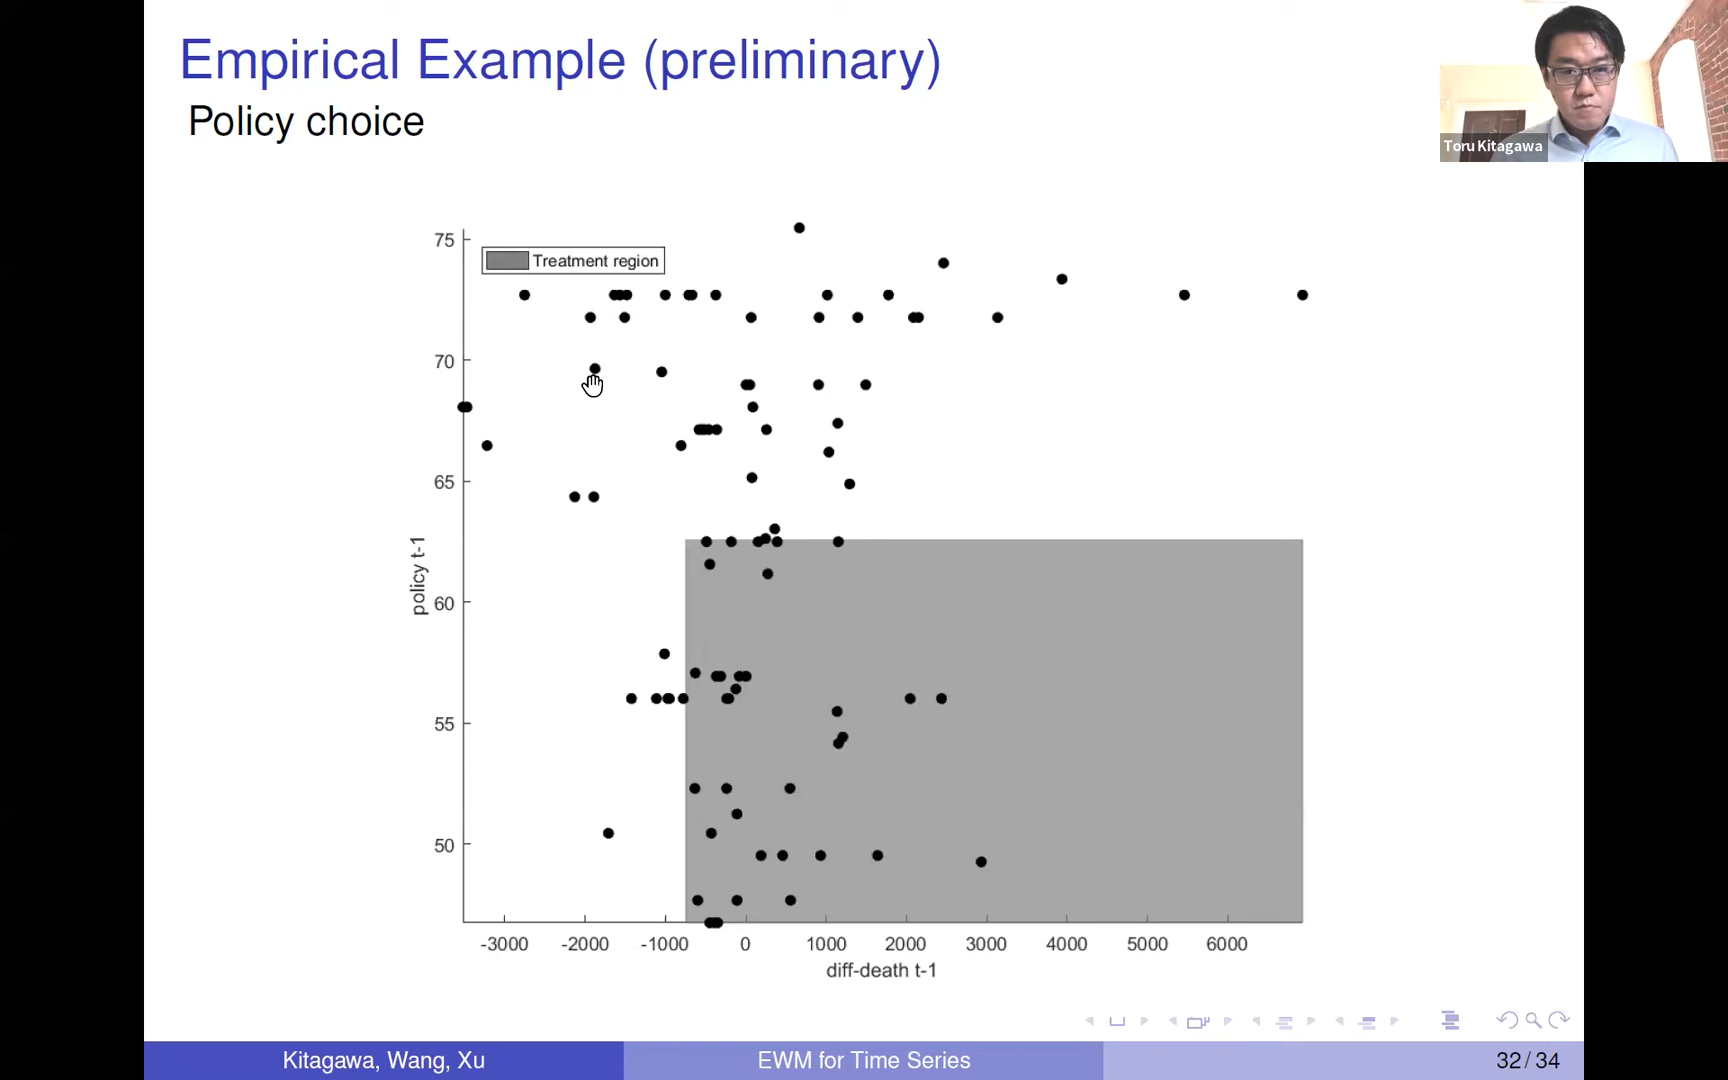 Empirical Example (preliminary)
Policy choice
Toru Kitagawa
75
Treatment region
70
65
60
55
50
policy t-1
-3000 -2000 -1000 0 1000 2000 3000 4000 5000 6000
diff-death t-1
Kitagawa, Wang, Xu
EWM for Time Series
32 / 34